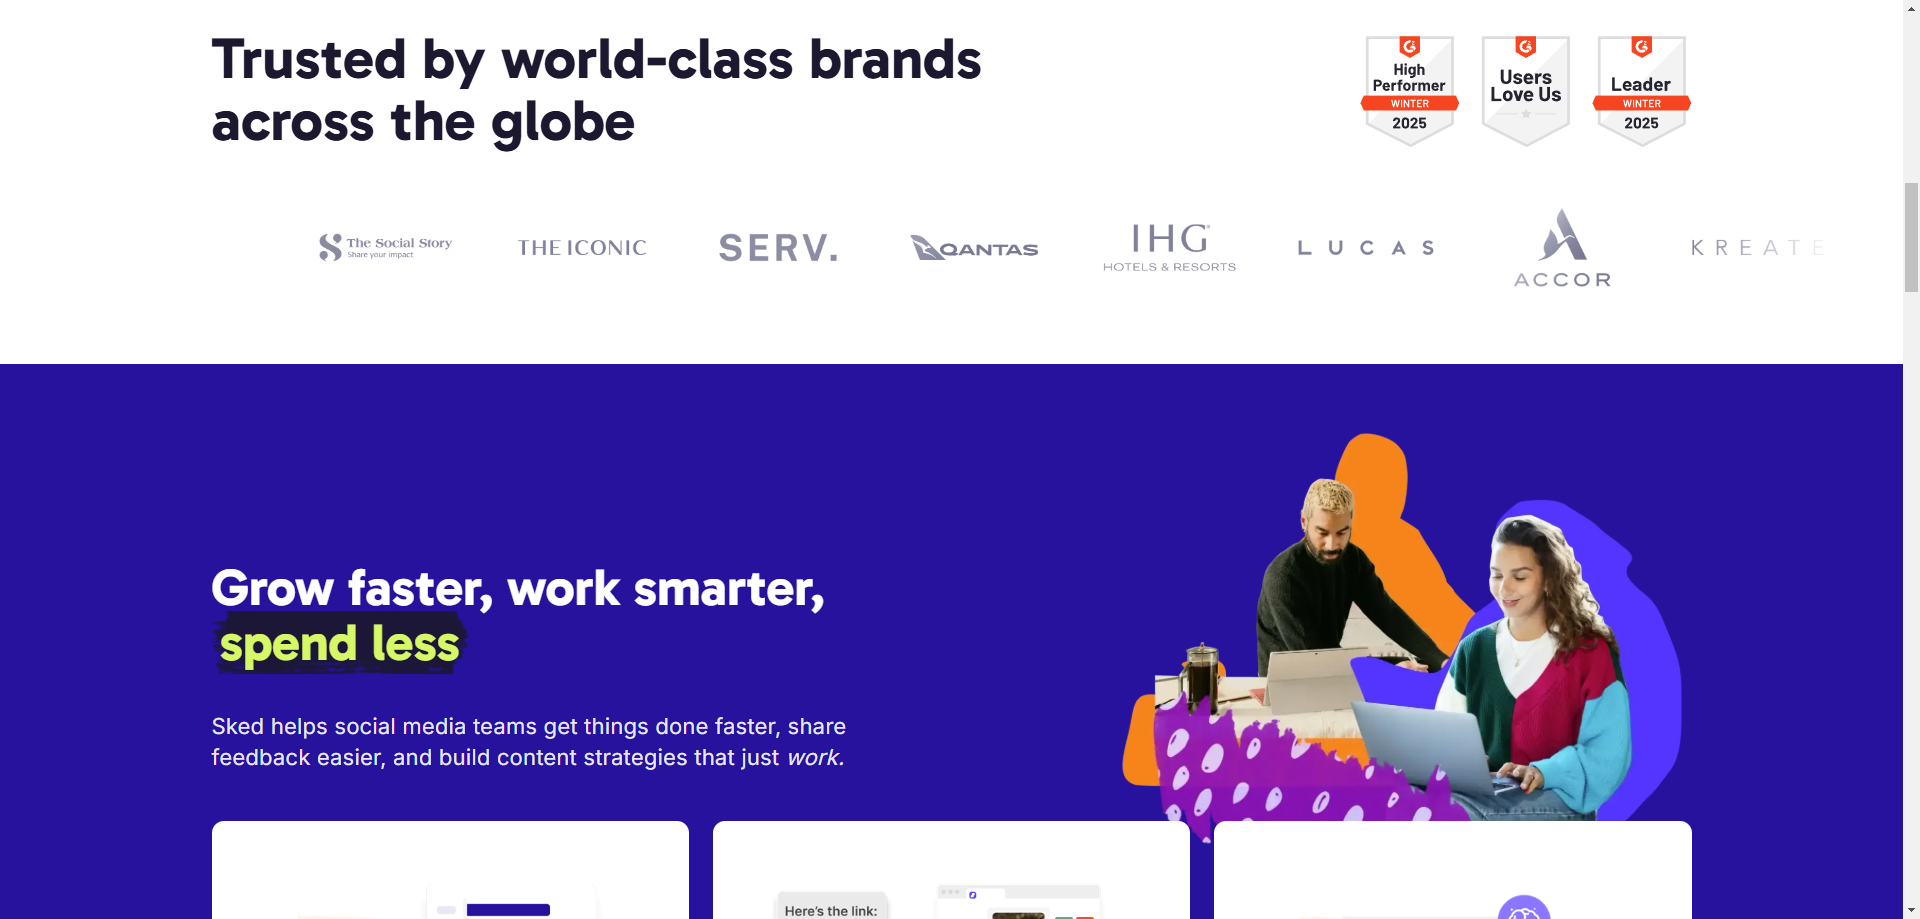 Trusted by world-class brands
across the globe
High
Performer
WINTER
2025
Users
Love Us
Leader
WINTER
2025
The Social Story
Share your impact
THE ICONIC
SERV.
QANTAS
IHG
HOTELS & RESORTS
LUCAS
ACCOR
KREATE
Grow faster, work smarter,
spend less
Sked helps social media teams get things done faster, share
feedback easier, and build content strategies that just work.
Here's the link: